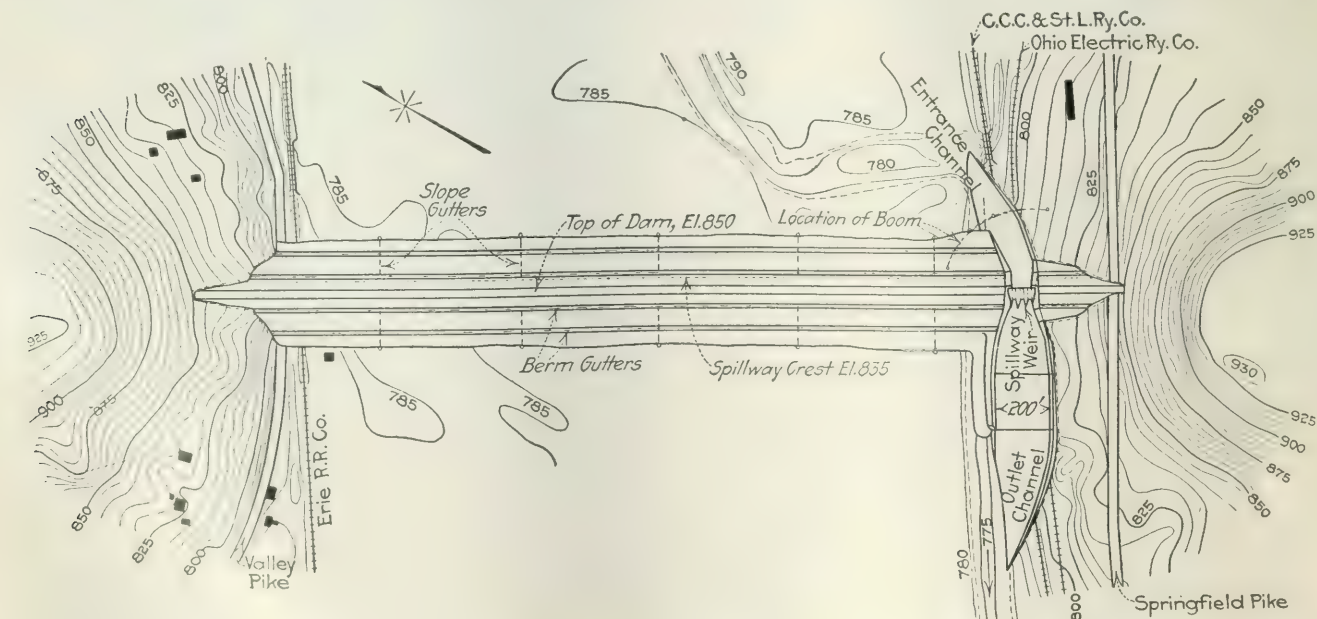 C.C.C. & St. L. Ry. Co.
Ohio Electric Ry. Co.
800
825
850
875
785
790
785
780
785
Entrance
Channel
800
825
850
875
900
925
Slope
Gutters
Top of Dam, El. 850
Location of Boom
925
900
875
850
825
800
Berm Gutters
Spillway Crest El. 835
785
785
Spillway
Weir
200'
Outlet
Channel
930
925
900
875
850
825
Erie R.R. Co.
Valley
Pike
780
775
800
Springfield Pike